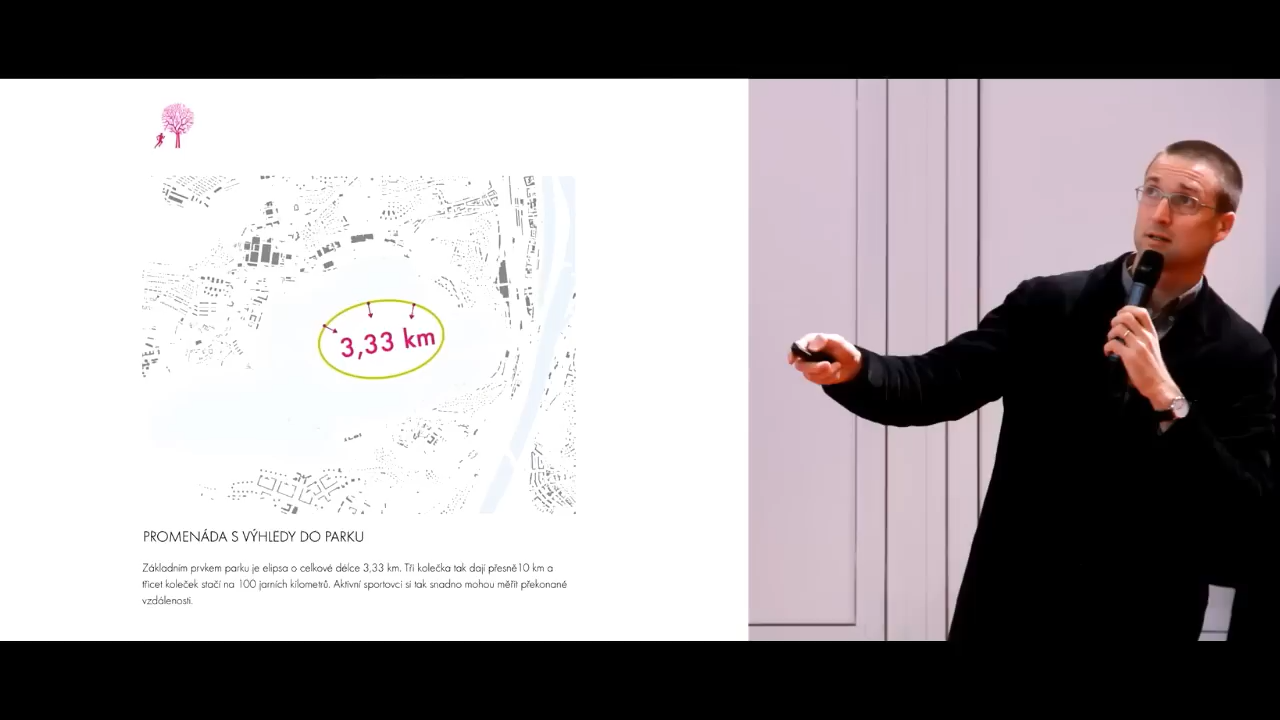 3,33 km
PROMENÁDA S VÝHLEDY DO PARKU
Základním prvkem parku je elipsa o celkové délce 3,33 km. Tři kolečka tak dají přesně10 km a
třicet koleček stačí na 100 jarních kilometrů. Aktivní sportovci si tak snadno mohou měřit překonané
vzdálenosti.